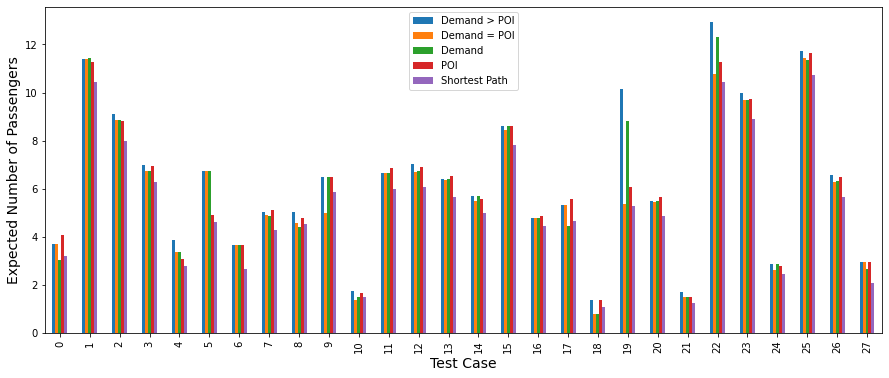 Demand > POI
Demand = POI
Demand
POI
Shortest Path
Expected Number of Passengers
12
10
8
6
4
2
0
0 1 2 3 4 5 6 7 8 9 10 11 12 13 14 15 16 17 18 19 20 21 22 23 24 25 26 27
Test Case